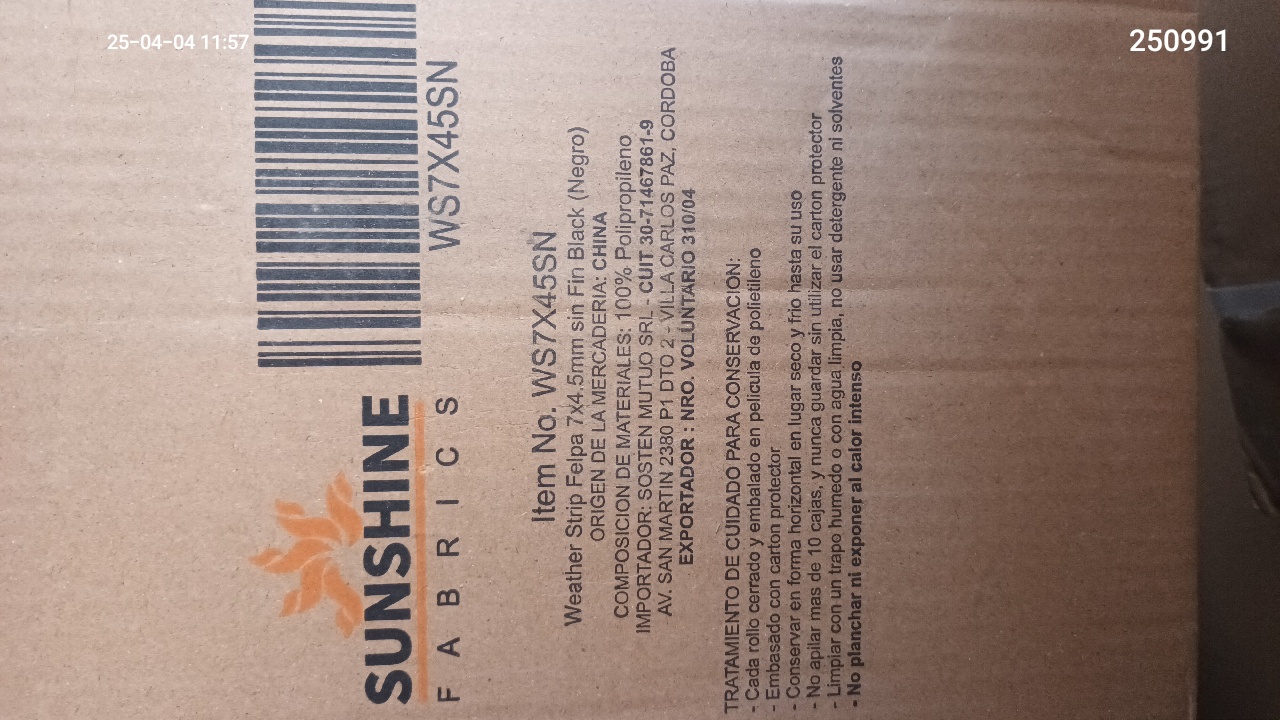 25-04-04 11:57
250991
WS7X45SN
SUNSHINE
FABRICS
Item No. WS7X45SN
Weather Strip Felpa 7x4.5mm sin Fin Black (Negro)
ORIGEN DE LA MERCADERIA: CHINA
COMPOSICION DE MATERIALES: 100% Polipropileno
IMPORTADOR: SOSTEN MUTUO SRL - CUIT 30-71467861-9
AV. SAN MARTIN 2380 P1 DTO 2 - VILLA CARLOS PAZ, CORDOBA
EXPORTADOR : NRO. VOLUNTARIO 310/04
TRATAMIENTO DE CUIDADO PARA CONSERVACION:
- Cada rollo cerrado y embalado en pelicula de polietileno
- Embasado con carton protector
- Conservar en forma horizontal en lugar seco y frio hasta su uso
- No apilar mas de 10 cajas, y nunca guardar sin utilizar el carton protector
- Limpiar con un trapo humedo o con agua limpia, no usar detergente ni solventes
- No planchar ni exponer al calor intenso